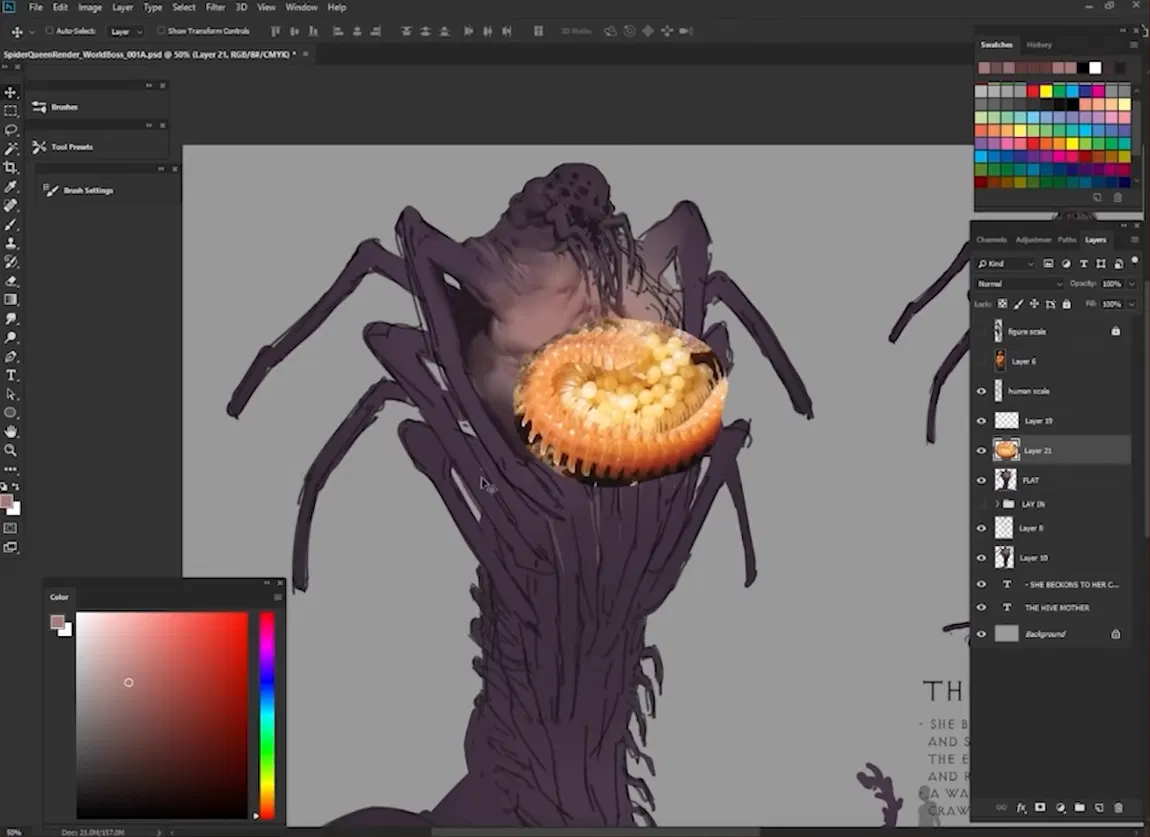 Ps File Edit Image Layer Type Select Filter 3D View Window Help
Auto-Select: Layer Show Transform Controls 3D Mode:
SpiderQueenRender_WorldBoss_001A.psd @ 50% (Layer 21, RGB/8#/CMYK) *
Brushes
Tool Presets
Brush Settings
Swatches History
Channels Adjustmen Paths Layers
Kind
Normal Opacity: 100%
Lock: Fill: 100%
figure scale
Layer 6
human scale
Layer 19
Layer 21
FLAT
LAY IN
Layer 8
Layer 10
T - SHE BECKONS TO HER C...
T THE HIVE MOTHER
Background
Color
TH
- SHE B
AND S
THE E
AND R
- A WA
CRAW
fx
50% Doc: 21.0M/157.0M